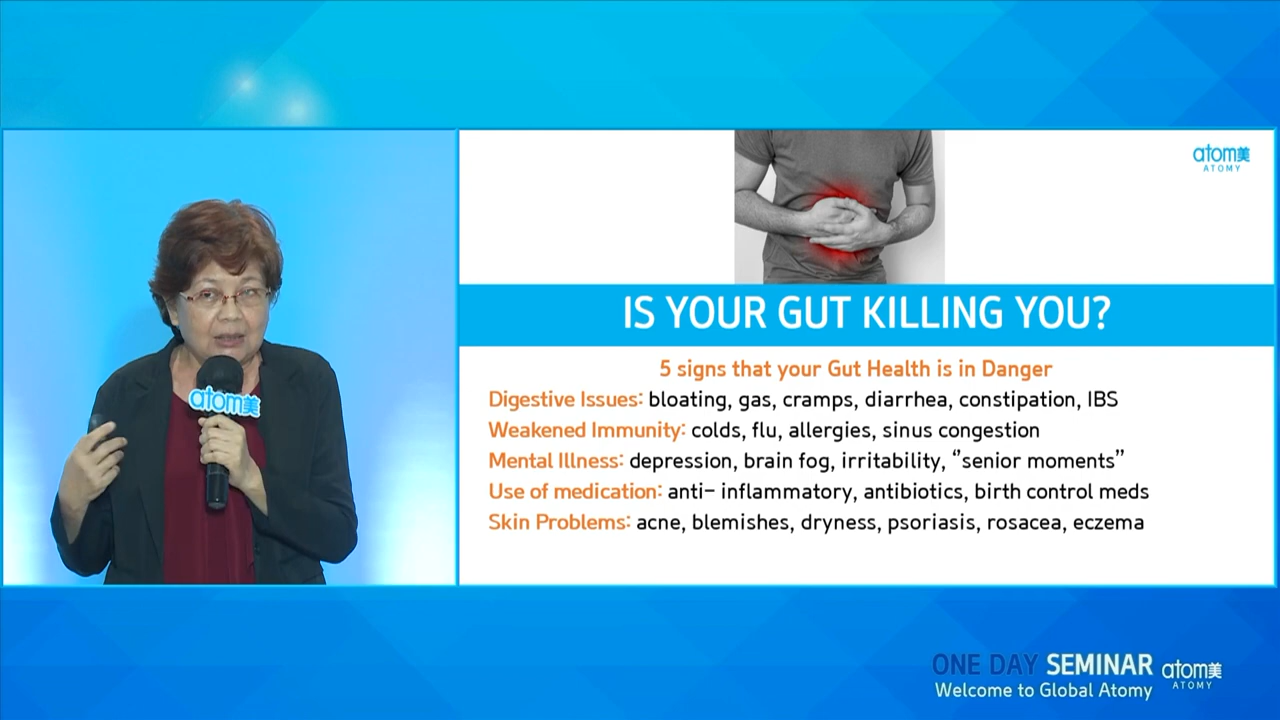 atom美
ATOMY
IS YOUR GUT KILLING YOU?
5 signs that your Gut Health is in Danger
Digestive Issues: bloating, gas, cramps, diarrhea, constipation, IBS
Weakened Immunity: colds, flu, allergies, sinus congestion
Mental Illness: depression, brain fog, irritability, “senior moments”
Use of medication: anti- inflammatory, antibiotics, birth control meds
Skin Problems: acne, blemishes, dryness, psoriasis, rosacea, eczema
atom美
ONE DAY SEMINAR
Welcome to Global Atomy
atom美
ATOMY